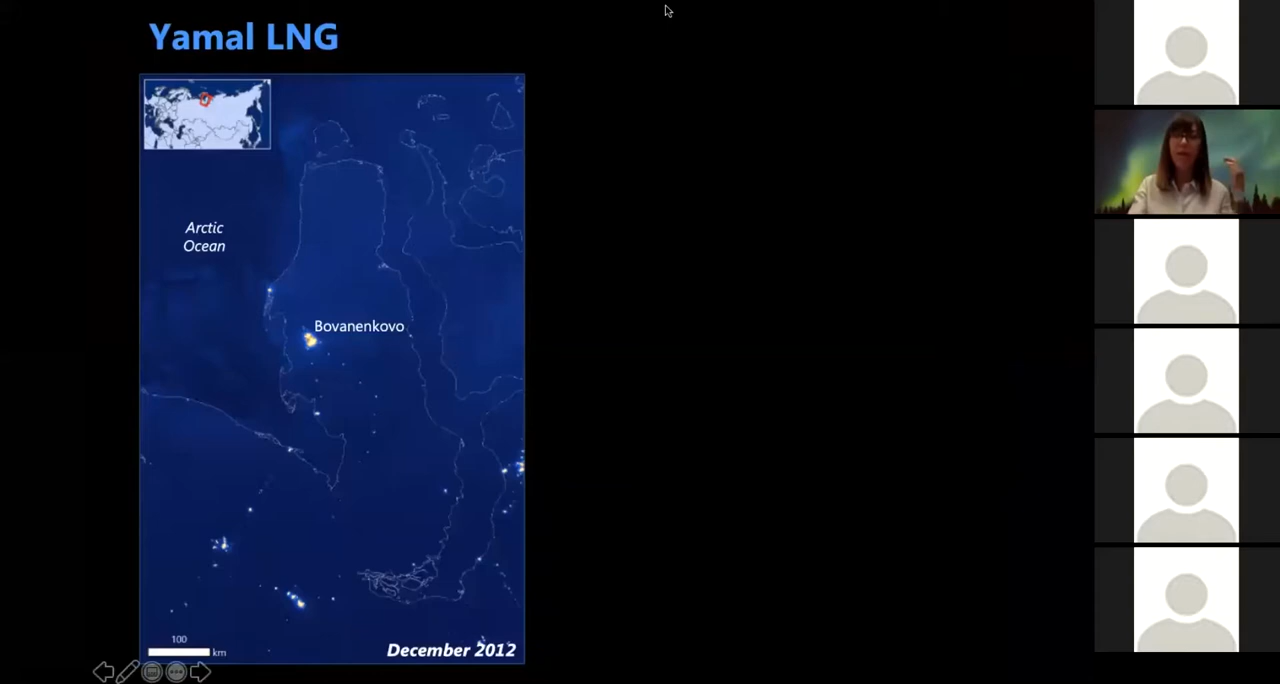 Yamal LNG
Arctic
Ocean
Bovanenkovo
100
km
December 2012